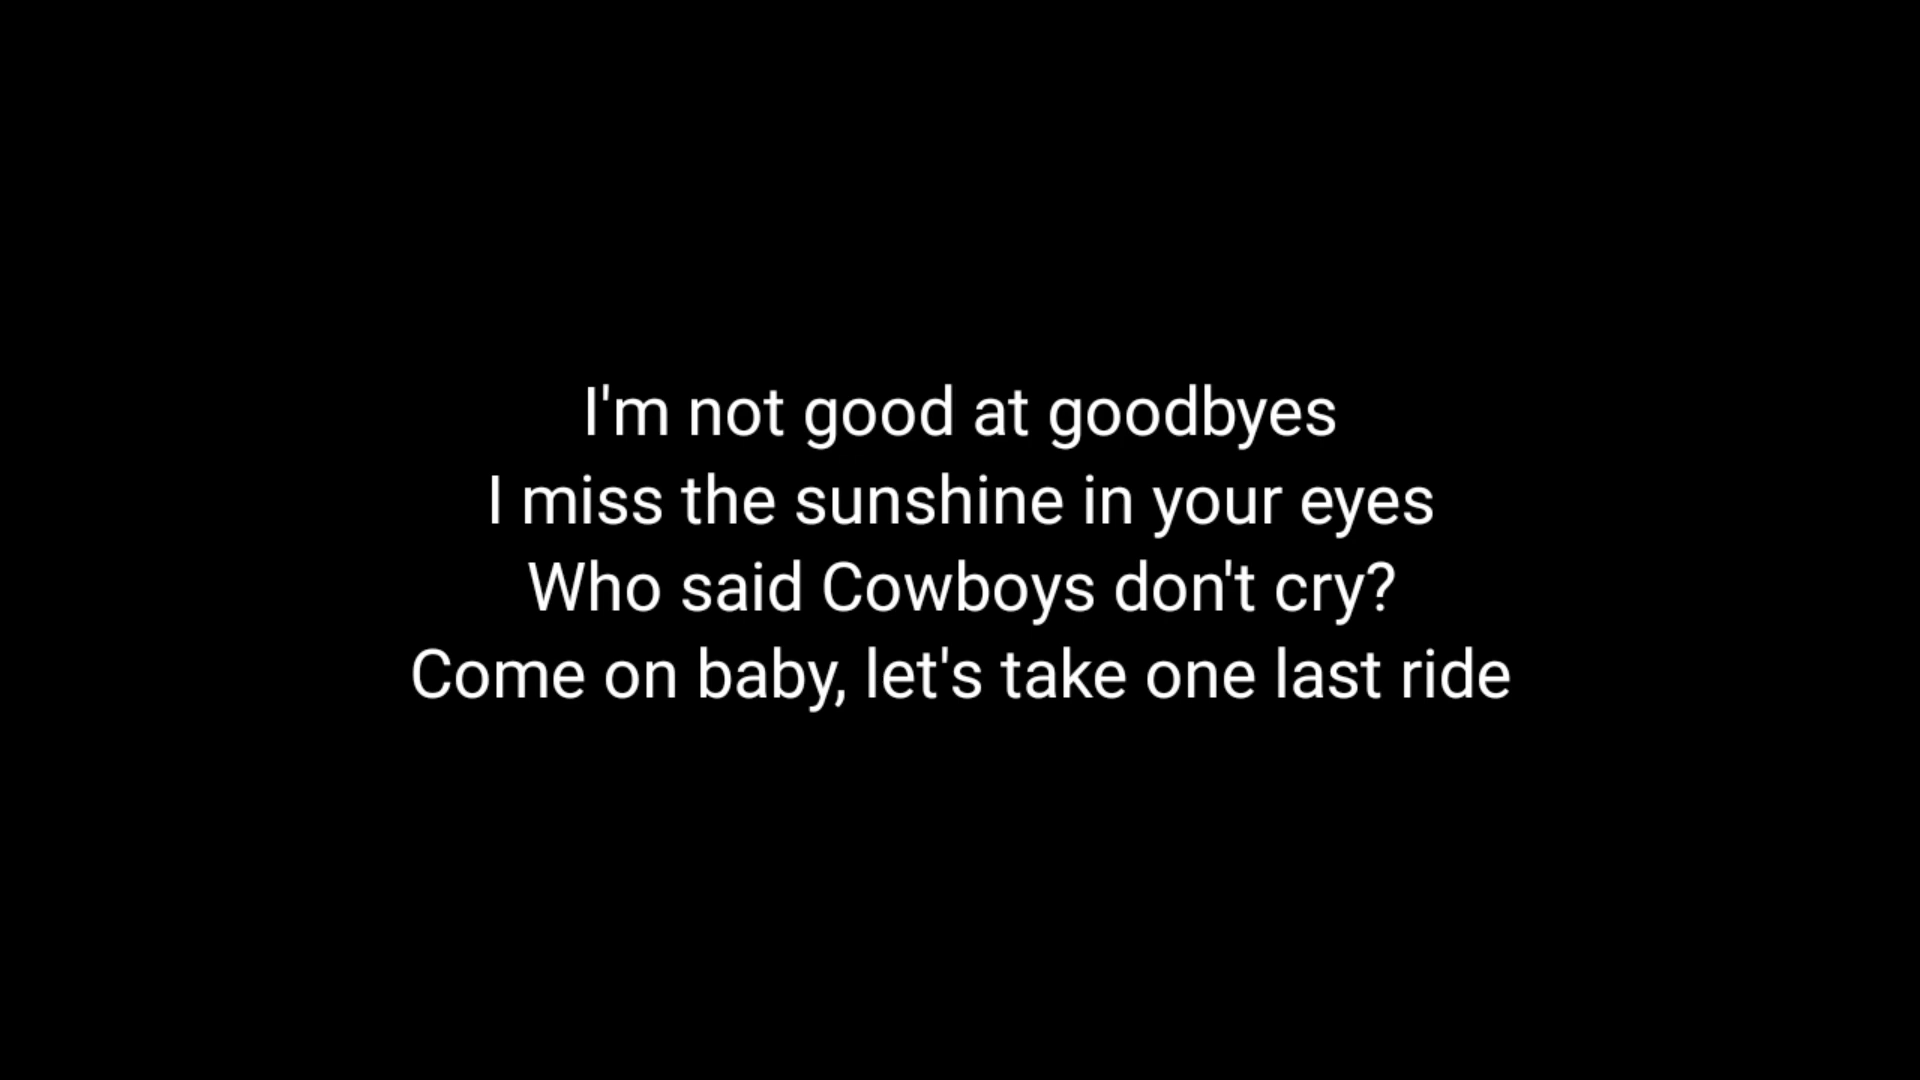 I'm not good at goodbyes
I miss the sunshine in your eyes
Who said Cowboys don't cry?
Come on baby, let's take one last ride